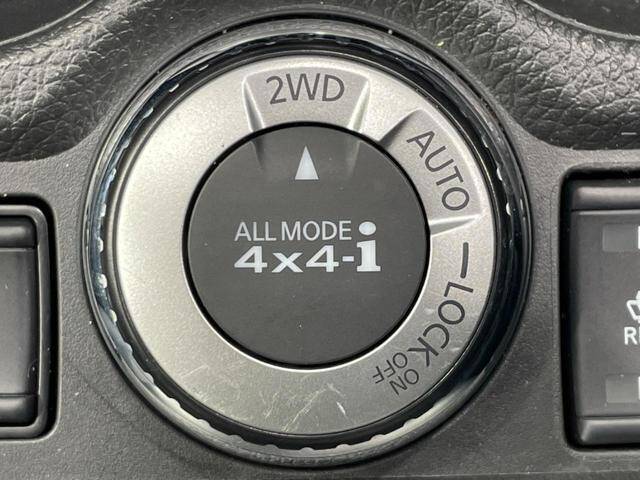 2WD
AUTO
LOCK
ON
OFF
ALL MODE
4x4-i